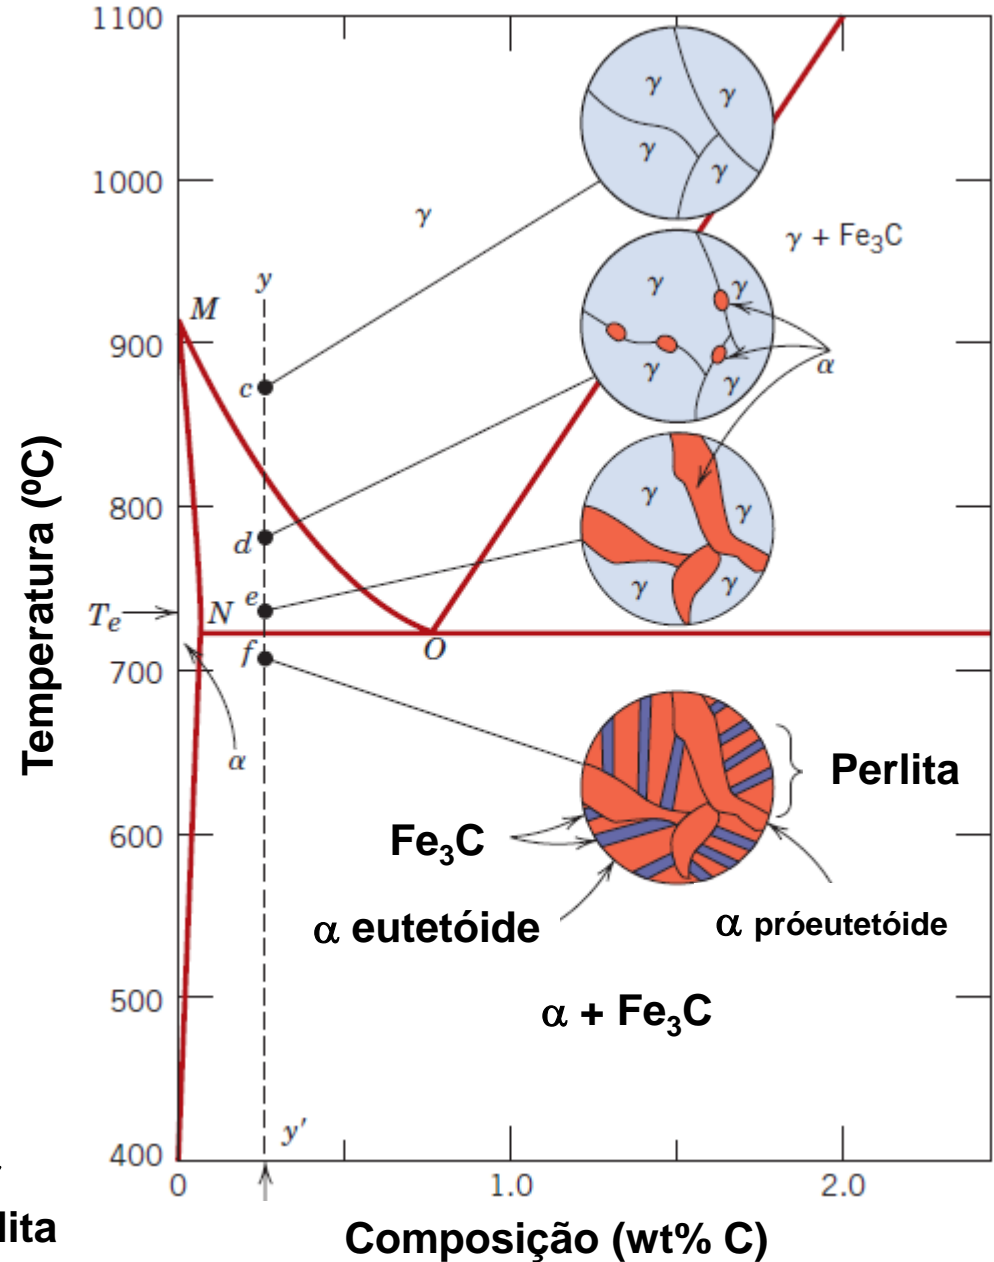 1100
1000
900
800
700
600
500
400
Temperatura (ºC)
γ
γ
γ
γ
γ
γ + Fe₃C
y
M
c
γ
γ
γ
γ
α
d
γ
γ
γ
γ
e
Te
N
O
f
α
Perlita
Fe₃C
α eutetóide
α próeutetóide
α + Fe₃C
y′
0
1.0
2.0
lita
Composição (wt% C)